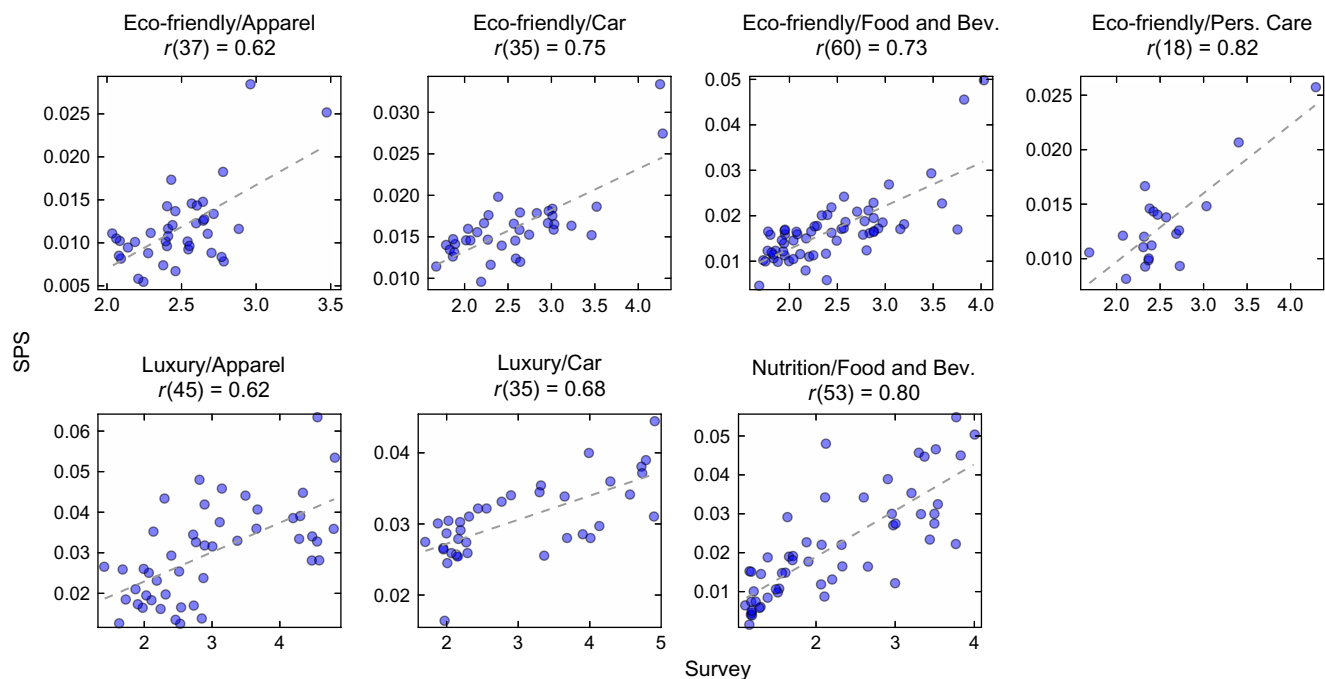 Eco-friendly/Apparel
r(37) = 0.62
Eco-friendly/Car
r(35) = 0.75
Eco-friendly/Food and Bev.
r(60) = 0.73
Eco-friendly/Pers. Care
r(18) = 0.82
0.025
0.020
0.015
0.010
0.005
2.0 2.5 3.0 3.5
0.030
0.025
0.020
0.015
0.010
2.0 2.5 3.0 3.5 4.0
0.05
0.04
0.03
0.02
0.01
2.0 2.5 3.0 3.5 4.0
0.025
0.020
0.015
0.010
2.0 2.5 3.0 3.5 4.0
SPS
Luxury/Apparel
r(45) = 0.62
Luxury/Car
r(35) = 0.68
Nutrition/Food and Bev.
r(53) = 0.80
0.06
0.05
0.04
0.03
0.02
2 3 4
0.04
0.03
0.02
2 3 4 5
0.05
0.04
0.03
0.02
0.01
2 3 4
Survey